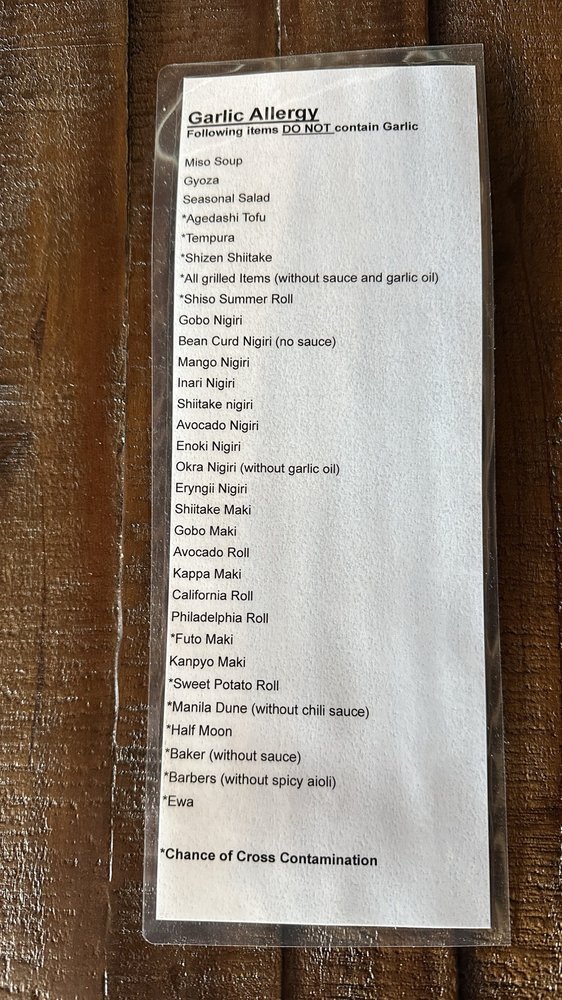 Garlic Allergy
Following items DO NOT contain Garlic
Miso Soup
Gyoza
Seasonal Salad
*Agedashi Tofu
*Tempura
*Shizen Shiitake
*All grilled Items (without sauce and garlic oil)
*Shiso Summer Roll
Gobo Nigiri
Bean Curd Nigiri (no sauce)
Mango Nigiri
Inari Nigiri
Shiitake nigiri
Avocado Nigiri
Enoki Nigiri
Okra Nigiri (without garlic oil)
Eryngii Nigiri
Shiitake Maki
Gobo Maki
Avocado Roll
Kappa Maki
California Roll
Philadelphia Roll
*Futo Maki
Kanpyo Maki
*Sweet Potato Roll
*Manila Dune (without chili sauce)
*Half Moon
*Baker (without sauce)
*Barbers (without spicy aioli)
*Ewa
*Chance of Cross Contamination